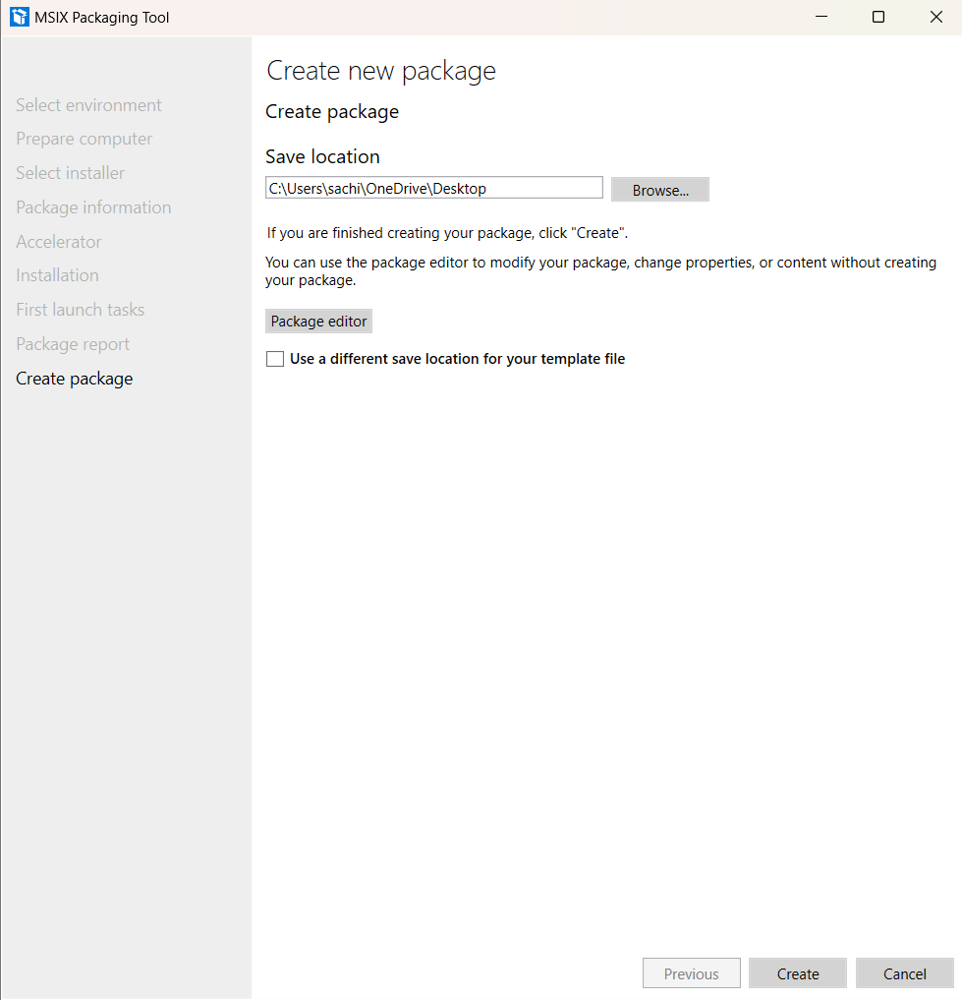 MSIX Packaging Tool
Select environment
Prepare computer
Select installer
Package information
Accelerator
Installation
First launch tasks
Package report
Create package
Create new package
Create package
Save location
C:\Users\sachi\OneDrive\Desktop
Browse...
If you are finished creating your package, click "Create".
You can use the package editor to modify your package, change properties, or content without creating
your package.
Package editor
Use a different save location for your template file
Previous
Create
Cancel